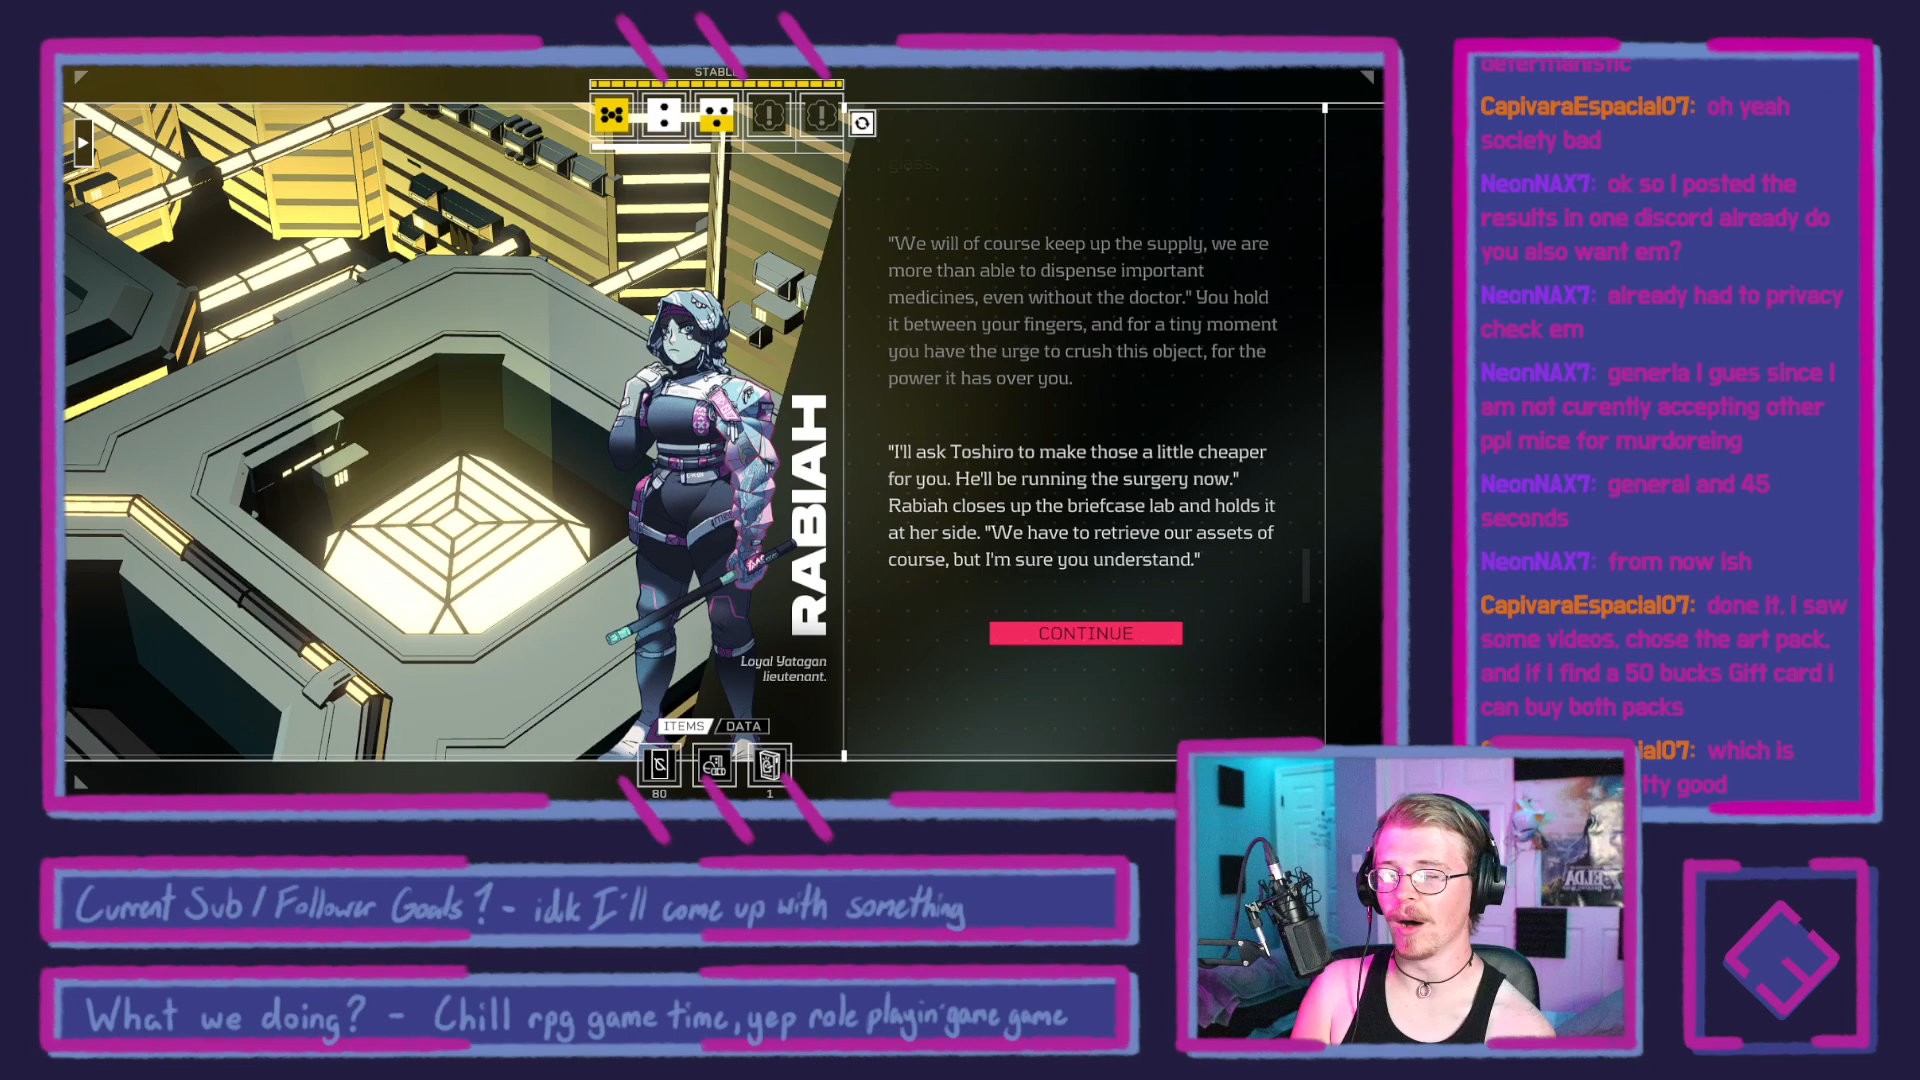 STABLE
glass.
"We will of course keep up the supply, we are
more than able to dispense important
medicines, even without the doctor." You hold
it between your fingers, and for a tiny moment
you have the urge to crush this object, for the
power it has over you.
"I'll ask Toshiro to make those a little cheaper
for you. He'll be running the surgery now."
Rabiah closes up the briefcase lab and holds it
at her side. "We have to retrieve our assets of
course, but I'm sure you understand."
CONTINUE
RABIAH
Loyal Yatagan
lieutenant.
ITEMS / DATA
80
1
determanistic
CapivaraEspacial07: oh yeah
society bad
NeonNAX7: ok so I posted the
results in one discord already do
you also want em?
NeonNAX7: already had to privacy
check em
NeonNAX7: generla I gues since I
am not curently accepting other
ppl mice for murdoreing
NeonNAX7: general and 45
seconds
NeonNAX7: from now ish
CapivaraEspacial07: done it. I saw
some videos, chose the art pack,
and if I find a 50 bucks Gift card I
can buy both packs
ial07: which is
tty good
ZELDA
Current Sub / Follower Goals? - idk I'll come up with something
What we doing? - Chill rpg game time, yep role playin' game game